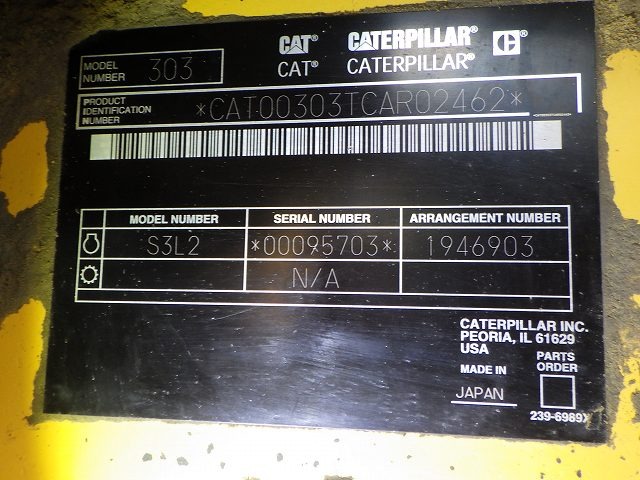 MODEL NUMBER 303
CAT® CATERPILLAR® C®
CAT® CATERPILLAR®
PRODUCT IDENTIFICATION NUMBER *CAT00303TCAR02462*
MODEL NUMBER SERIAL NUMBER ARRANGEMENT NUMBER
S3L2 *00095703* 1946903
N/A
CATERPILLAR INC.
PEORIA, IL 61629
USA
PARTS ORDER
MADE IN
JAPAN
239-6989X